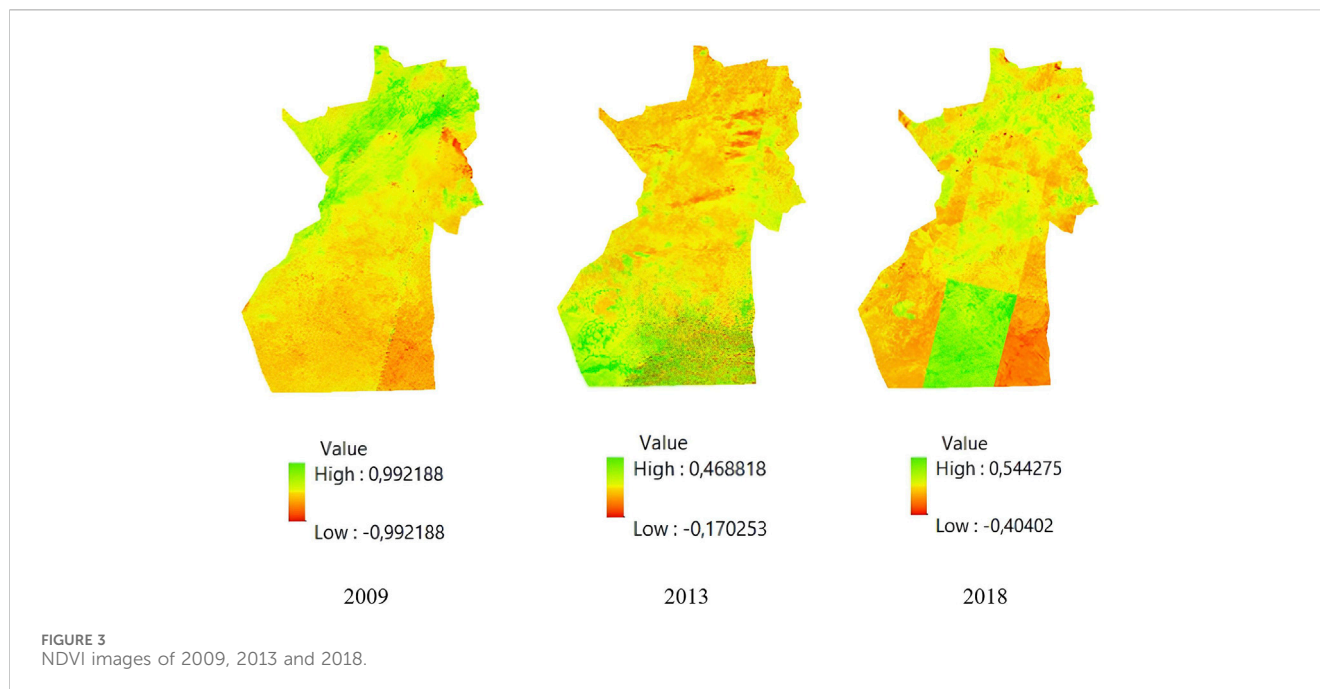 Value
High : 0,992188
Low : -0,992188
2009
Value
High : 0,468818
Low : -0,170253
2013
Value
High : 0,544275
Low : -0,40402
2018
FIGURE 3
NDVI images of 2009, 2013 and 2018.